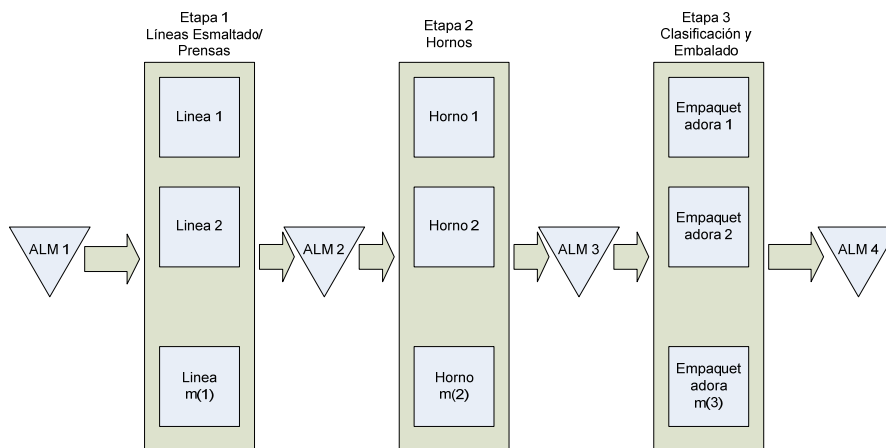 Etapa 1
Líneas Esmaltado/
Prensas
Etapa 2
Hornos
Etapa 3
Clasificación y
Embalado
Linea 1
Horno 1
Empaquet
adora 1
Linea 2
Horno 2
Empaquet
adora 2
ALM 1
ALM 2
ALM 3
ALM 4
Linea
m(1)
Horno
m(2)
Empaquet
adora
m(3)